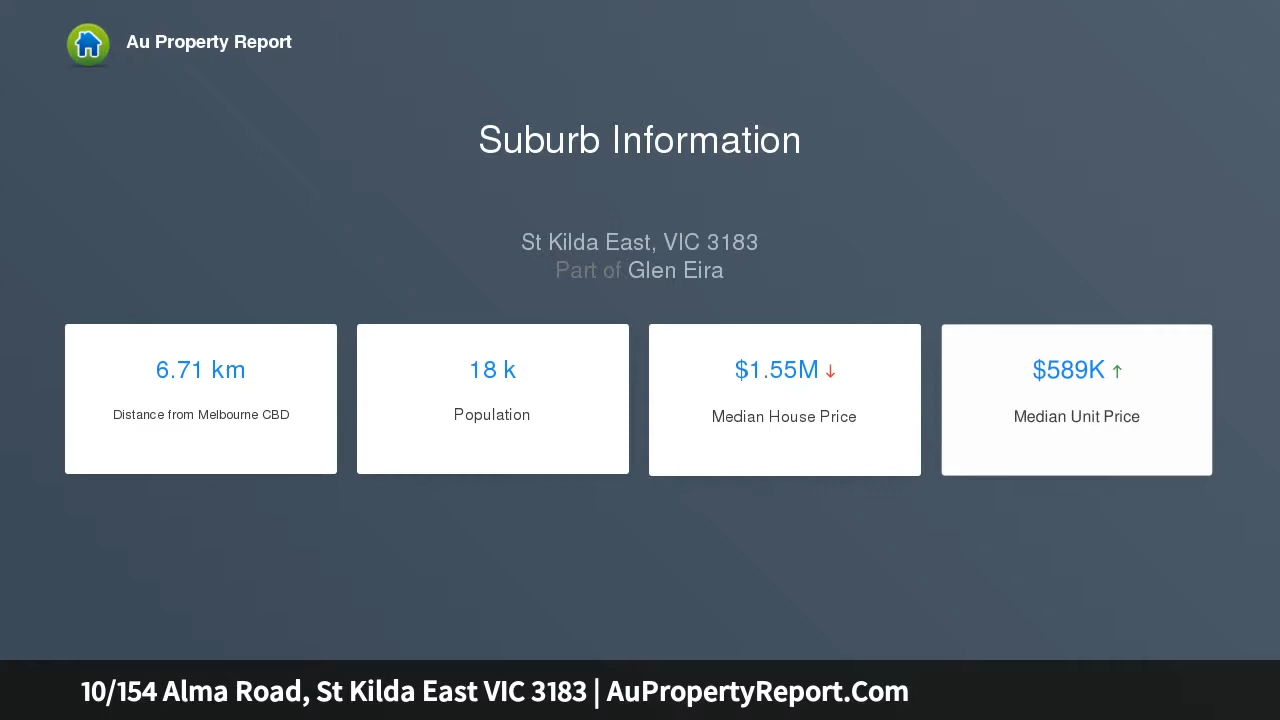 Au Property Report
Suburb Information
St Kilda East, VIC 3183
Part of Glen Eira
6.71 km
Distance from Melbourne CBD
18 k
Population
$1.55M ↓
Median House Price
$589K ↑
Median Unit Price
10/154 Alma Road, St Kilda East VIC 3183 | AuPropertyReport.Com